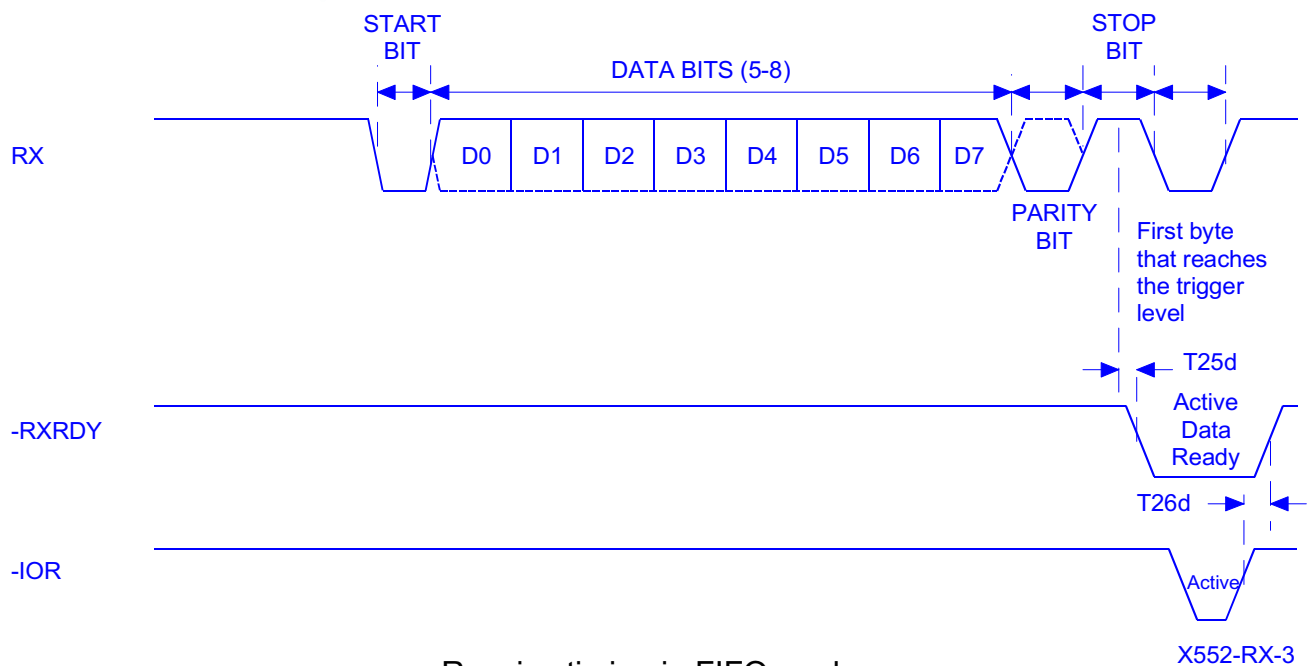 START
BIT
STOP
BIT
DATA BITS (5-8)
RX
D0 D1 D2 D3 D4 D5 D6 D7
PARITY
BIT
First byte
that reaches
the trigger
level
T25d
-RXRDY
Active
Data
Ready
T26d
-IOR
Active
X552-RX-3